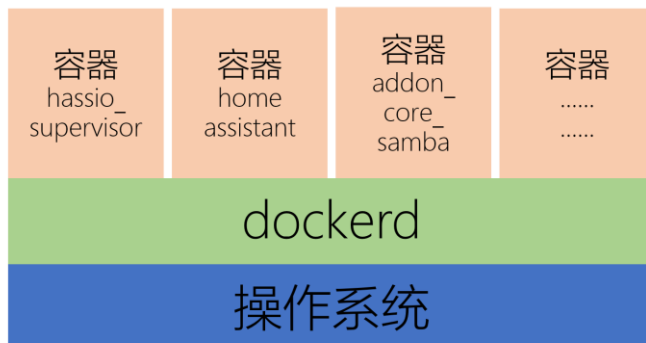 容器
hassio_
supervisor
容器
home
assistant
容器
addon_
core_
samba
容器
......
......
dockerd
操作系统